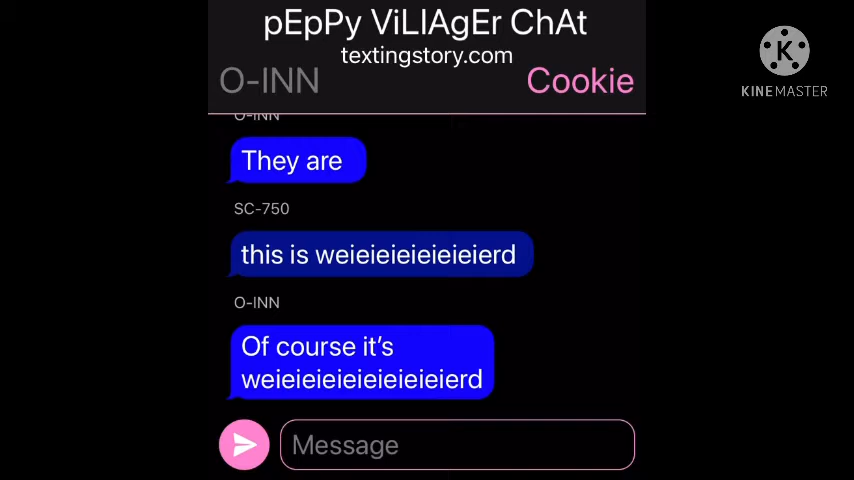 pEpPy ViLlAgEr ChAt
textingstory.com
O-INN
Cookie
KINEMASTER
O-INN
They are
SC-750
this is weieieieieieieierd
O-INN
Of course it's
weieieieieieieieieierd
Message